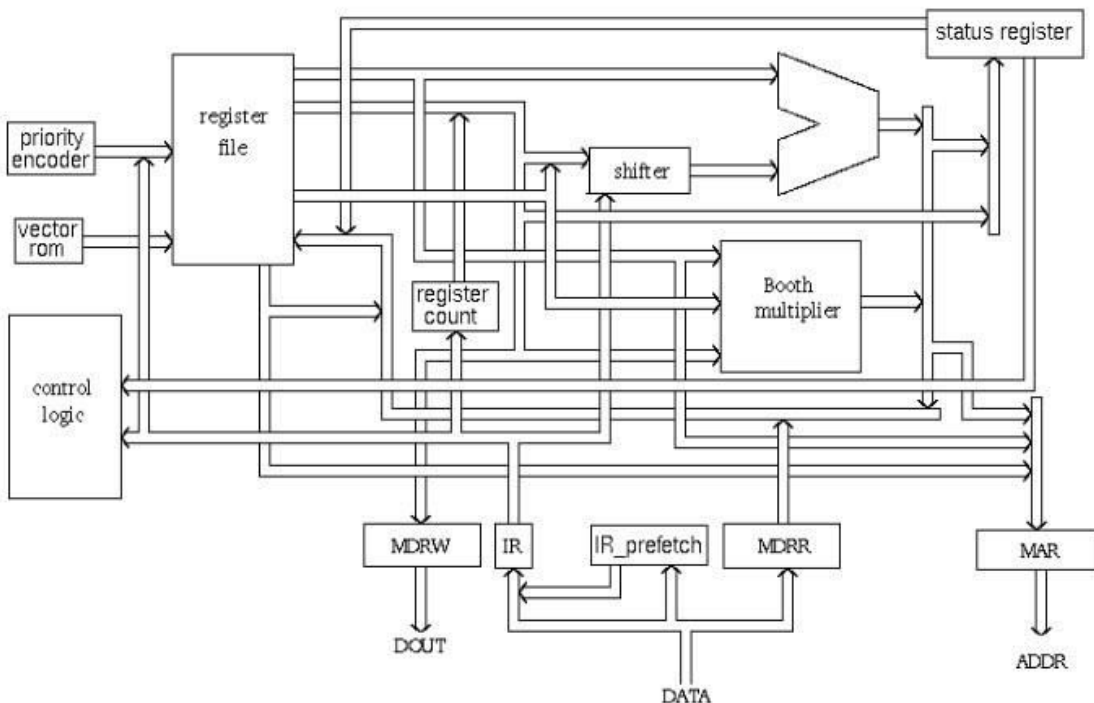 status register
register
file
priority
encoder
shifter
vector
rom
Booth
multiplier
register
count
control
logic
MDRW
IR
IR_prefetch
MDRR
MAR
DOUT
ADDR
DATA